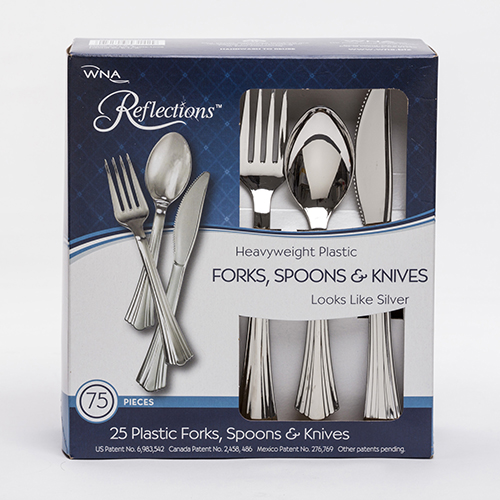 WNA
Reflections™
Heavyweight Plastic
FORKS, SPOONS & KNIVES
Looks Like Silver
75 PIECES
25 Plastic Forks, Spoons & Knives
US Patent No. 6,983,542 Canada Patent No. 2,458,486 Mexico Patent No. 276,769 Other patents pending.